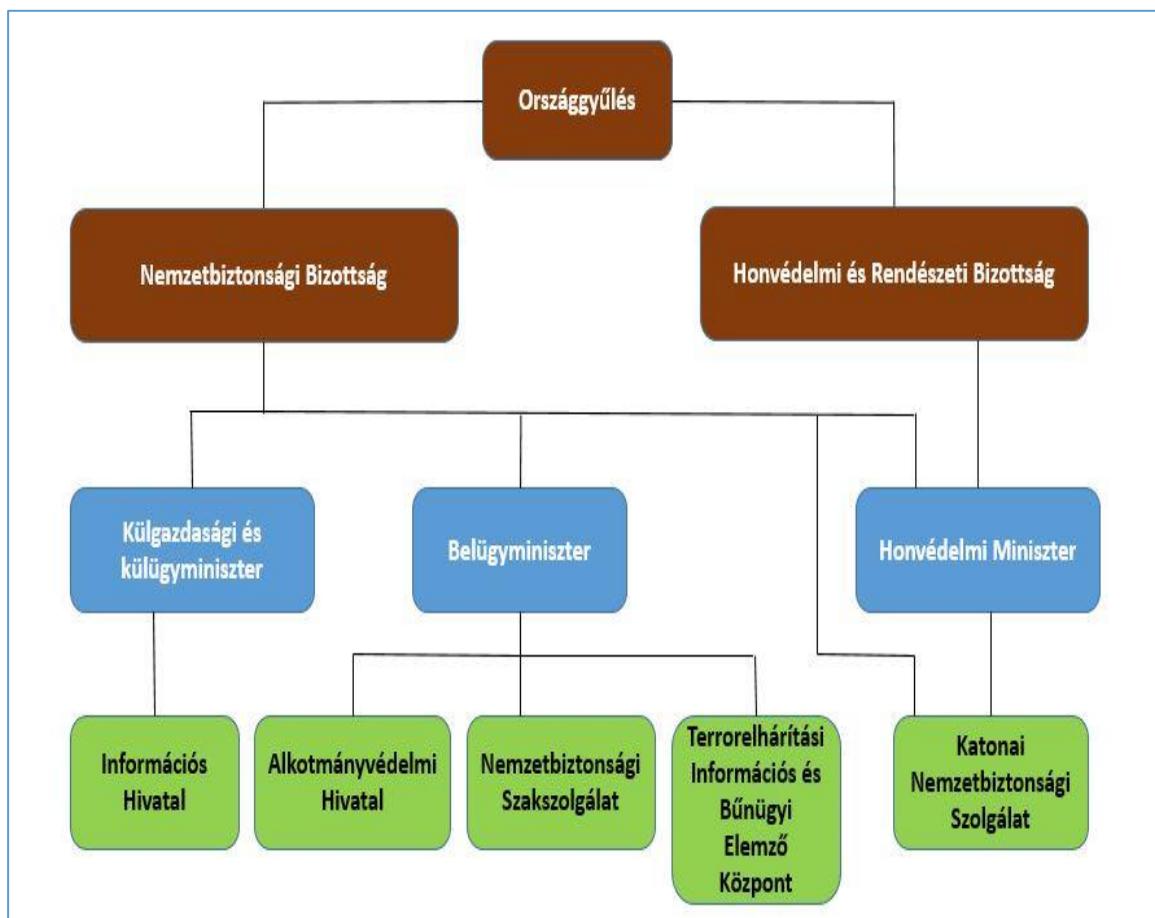 Országgyűlés
Nemzetbiztonsági Bizottság
Honvédelmi és Rendészeti Bizottság
Külgazdasági és
külügyminiszter
Belügyminiszter
Honvédelmi Miniszter
Információs
Hivatal
Alkotmányvédelmi
Hivatal
Nemzetbiztonsági
Szakszolgálat
Terrorelhárítási
Információs és
Bűnügyi
Elemző
Központ
Katonai
Nemzetbiztonsági
Szolgálat